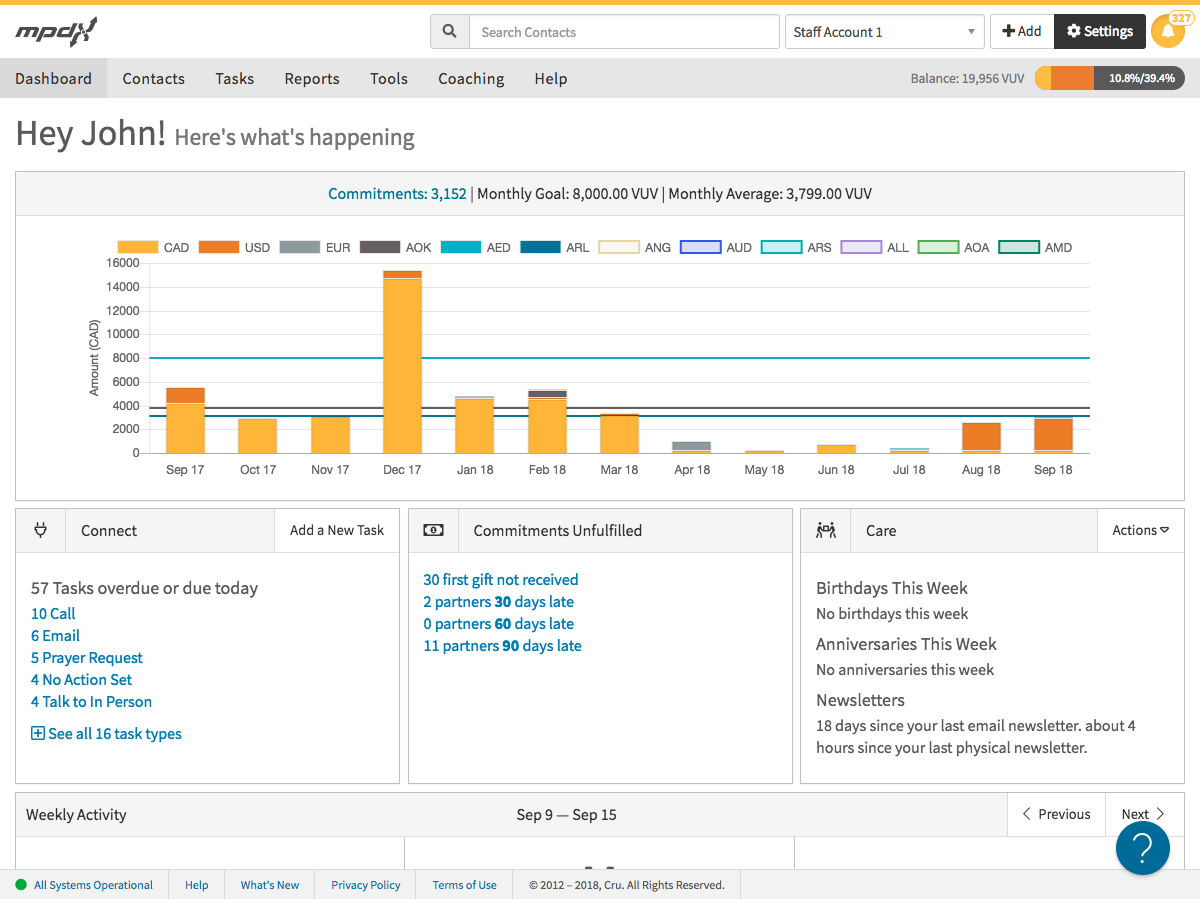 mpdx
Search Contacts
Staff Account 1
Add
Settings
327
Dashboard
Contacts
Tasks
Reports
Tools
Coaching
Help
Balance: 19,956 VUV
10.8%/39.4%
Hey John! Here's what's happening
Commitments: 3,152 | Monthly Goal: 8,000.00 VUV | Monthly Average: 3,799.00 VUV
CAD USD EUR AOK AED ARL ANG AUD ARS ALL AOA AMD
Amount (CAD)
16000
14000
12000
10000
8000
6000
4000
2000
0
Sep 17 Oct 17 Nov 17 Dec 17 Jan 18 Feb 18 Mar 18 Apr 18 May 18 Jun 18 Jul 18 Aug 18 Sep 18
Connect
Add a New Task
57 Tasks overdue or due today
10 Call
6 Email
5 Prayer Request
4 No Action Set
4 Talk to In Person
See all 16 task types
Commitments Unfulfilled
30 first gift not received
2 partners 30 days late
0 partners 60 days late
11 partners 90 days late
Care
Actions
Birthdays This Week
No birthdays this week
Anniversaries This Week
No anniversaries this week
Newsletters
18 days since your last email newsletter. about 4
hours since your last physical newsletter.
Weekly Activity
Sep 9 — Sep 15
Previous
Next
?
All Systems Operational
Help
What's New
Privacy Policy
Terms of Use
© 2012 – 2018, Cru. All Rights Reserved.